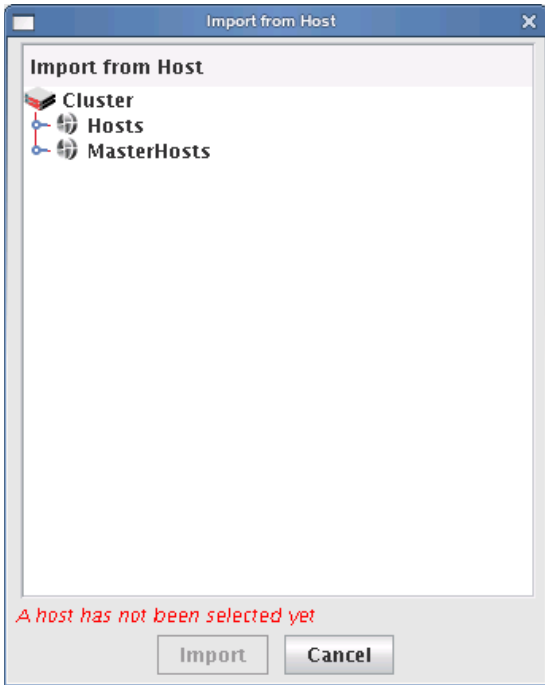 Import from Host
Import from Host
Cluster
Hosts
MasterHosts
A host has not been selected yet
Import Cancel